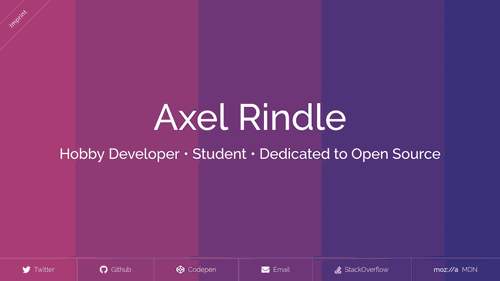 Imprint
Axel Rindle
Hobby Developer • Student • Dedicated to Open Source
Twitter
Github
Codepen
Email
StackOverflow
moz://a MDN